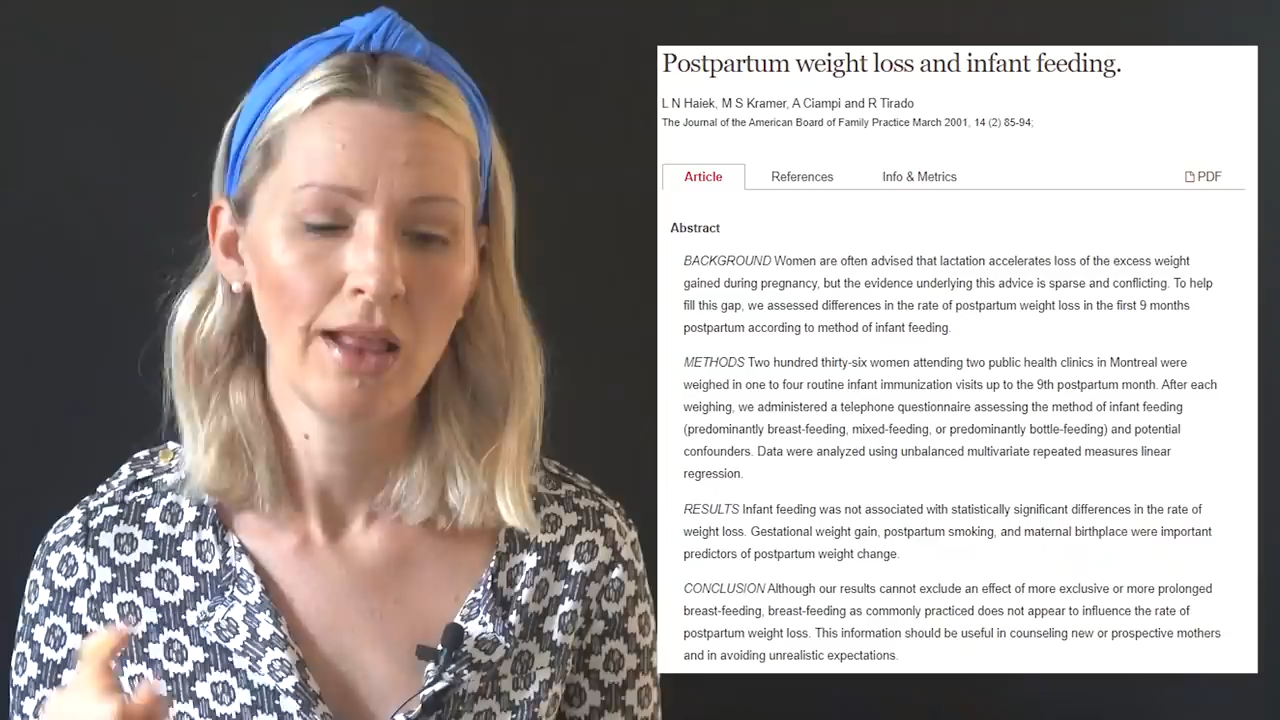 Postpartum weight loss and infant feeding.
L N Haiek, M S Kramer, A Ciampi and R Tirado
The Journal of the American Board of Family Practice March 2001, 14 (2) 85-94;
Article References Info & Metrics PDF
Abstract
BACKGROUND Women are often advised that lactation accelerates loss of the excess weight
gained during pregnancy, but the evidence underlying this advice is sparse and conflicting. To help
fill this gap, we assessed differences in the rate of postpartum weight loss in the first 9 months
postpartum according to method of infant feeding.
METHODS Two hundred thirty-six women attending two public health clinics in Montreal were
weighed in one to four routine infant immunization visits up to the 9th postpartum month. After each
weighing, we administered a telephone questionnaire assessing the method of infant feeding
(predominantly breast-feeding, mixed-feeding, or predominantly bottle-feeding) and potential
confounders. Data were analyzed using unbalanced multivariate repeated measures linear
regression.
RESULTS Infant feeding was not associated with statistically significant differences in the rate of
weight loss. Gestational weight gain, postpartum smoking, and maternal birthplace were important
predictors of postpartum weight change.
CONCLUSION Although our results cannot exclude an effect of more exclusive or more prolonged
breast-feeding, breast-feeding as commonly practiced does not appear to influence the rate of
postpartum weight loss. This information should be useful in counseling new or prospective mothers
and in avoiding unrealistic expectations.